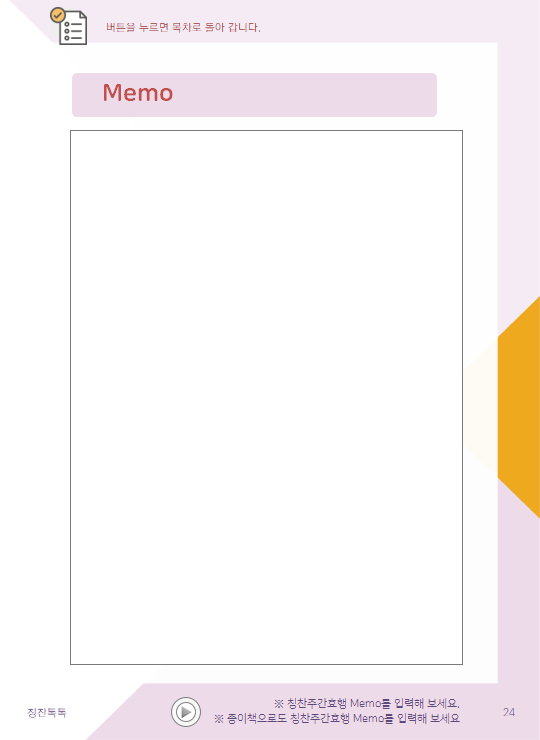 버튼을 누르면 목차로 돌아 갑니다.
Memo
※ 칭찬주간효행 Memo를 입력해 보세요.
※ 종이책으로도 칭찬주간효행 Memo를 입력해 보세요
칭찬톡톡
24